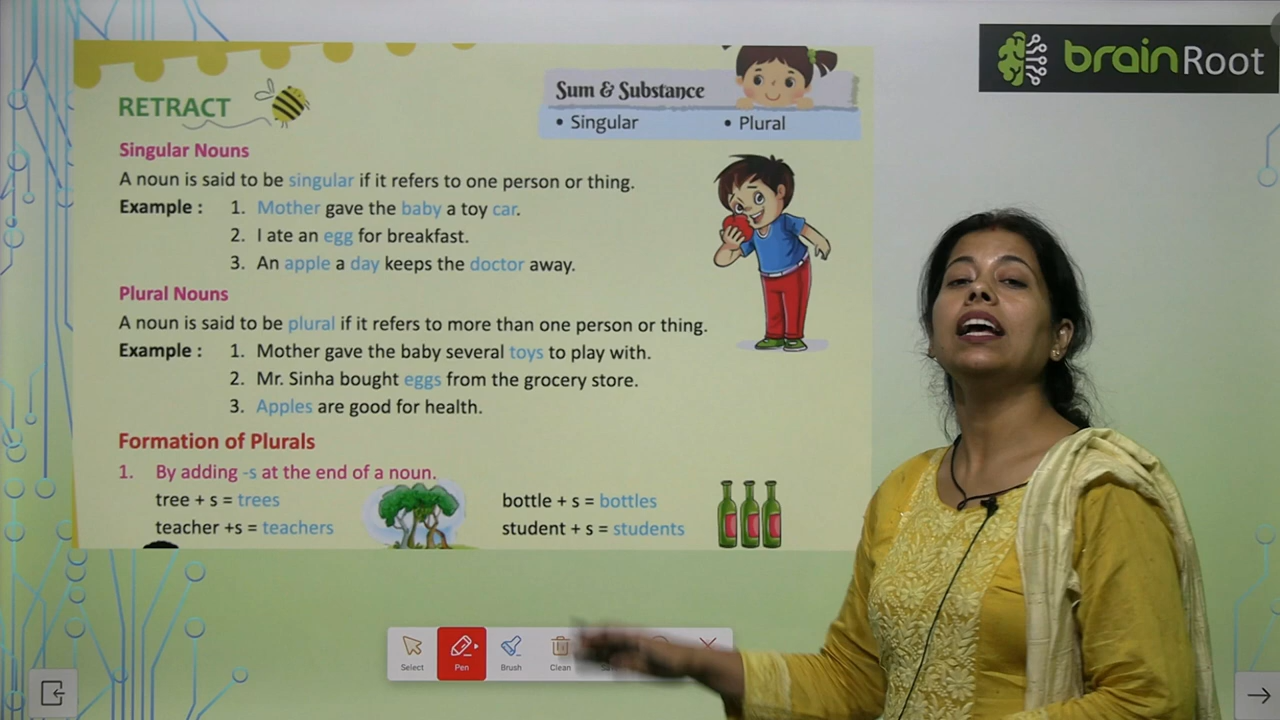 brainRoot
RETRACT
Sum & Substance
• Singular • Plural
Singular Nouns
A noun is said to be singular if it refers to one person or thing.
Example : 1. Mother gave the baby a toy car.
2. I ate an egg for breakfast.
3. An apple a day keeps the doctor away.
Plural Nouns
A noun is said to be plural if it refers to more than one person or thing.
Example : 1. Mother gave the baby several toys to play with.
2. Mr. Sinha bought eggs from the grocery store.
3. Apples are good for health.
Formation of Plurals
1. By adding -s at the end of a noun.
tree + s = trees bottle + s = bottles
teacher +s = teachers student + s = students
Select Pen Brush Clean